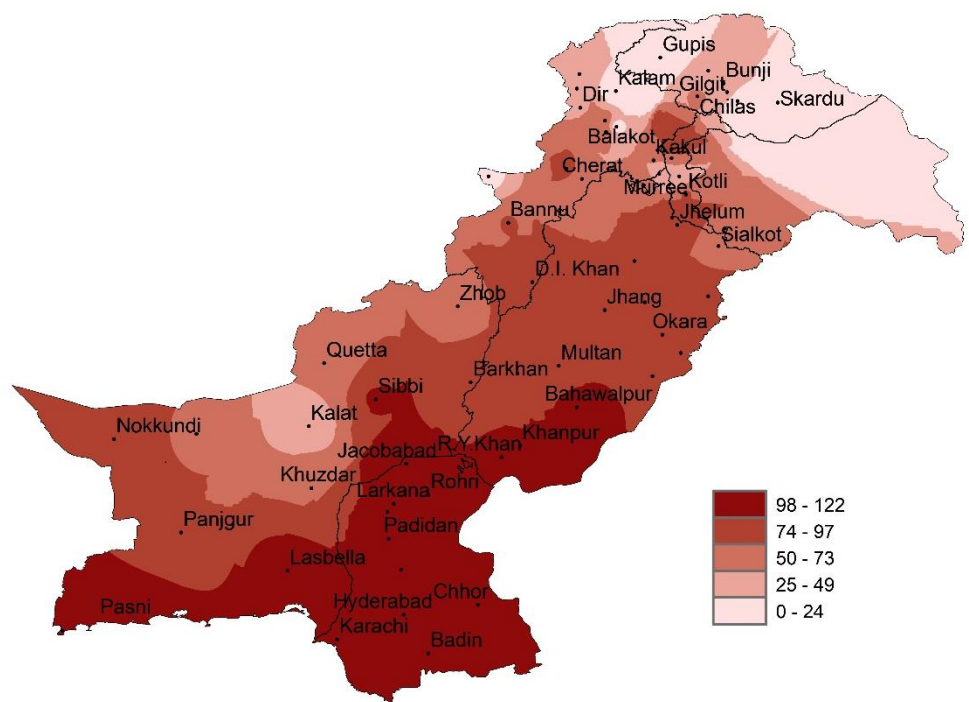 Gupis
Kalam
Bunji
Gilgit
Dir
Chilas
Skardu
Balakot
Kakul
Cherat
Murree
Kotli
Bannu
Jhelum
Sialkot
D.I. Khan
Zhob
Jhang
Okara
Quetta
Multan
Barkhan
Sibbi
Bahawalpur
Kalat
Nokkundi
R.Y.Khan
Khanpur
Jacobabad
Khuzdar
Rohri
Larkana
Panjgur
Padidan
Lasbella
Pasni
Hyderabad
Chhor
Karachi
Badin
98 - 122
74 - 97
50 - 73
25 - 49
0 - 24